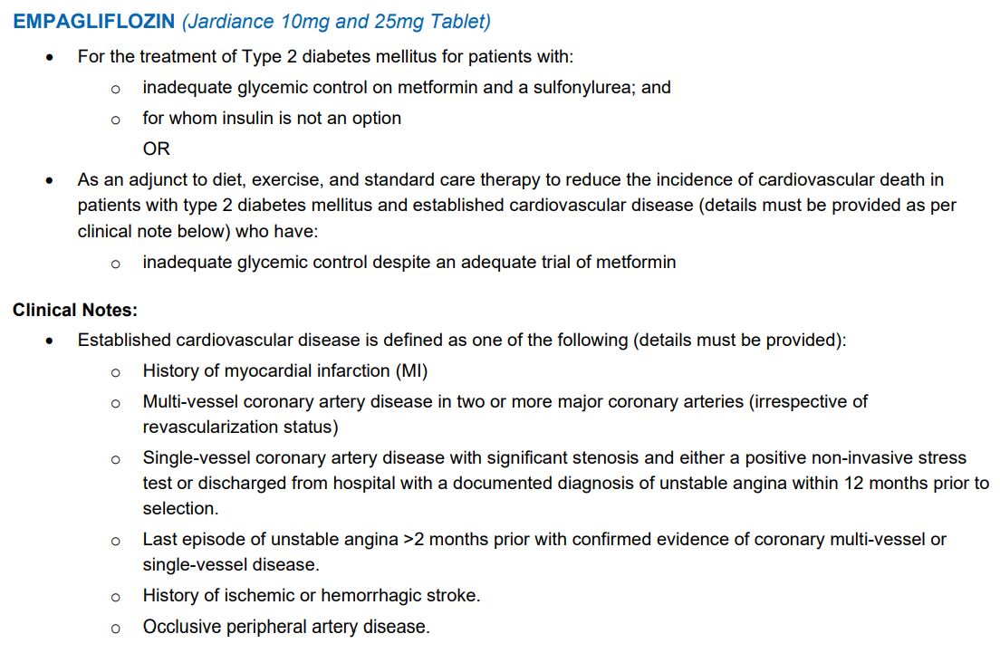 EMPAGLIFLOZIN (Jardiance 10mg and 25mg Tablet)
• For the treatment of Type 2 diabetes mellitus for patients with:
o inadequate glycemic control on metformin and a sulfonylurea; and
o for whom insulin is not an option
OR
• As an adjunct to diet, exercise, and standard care therapy to reduce the incidence of cardiovascular death in
patients with type 2 diabetes mellitus and established cardiovascular disease (details must be provided as per
clinical note below) who have:
o inadequate glycemic control despite an adequate trial of metformin
Clinical Notes:
• Established cardiovascular disease is defined as one of the following (details must be provided):
o History of myocardial infarction (MI)
o Multi-vessel coronary artery disease in two or more major coronary arteries (irrespective of
revascularization status)
o Single-vessel coronary artery disease with significant stenosis and either a positive non-invasive stress
test or discharged from hospital with a documented diagnosis of unstable angina within 12 months prior to
selection.
o Last episode of unstable angina >2 months prior with confirmed evidence of coronary multi-vessel or
single-vessel disease.
o History of ischemic or hemorrhagic stroke.
o Occlusive peripheral artery disease.